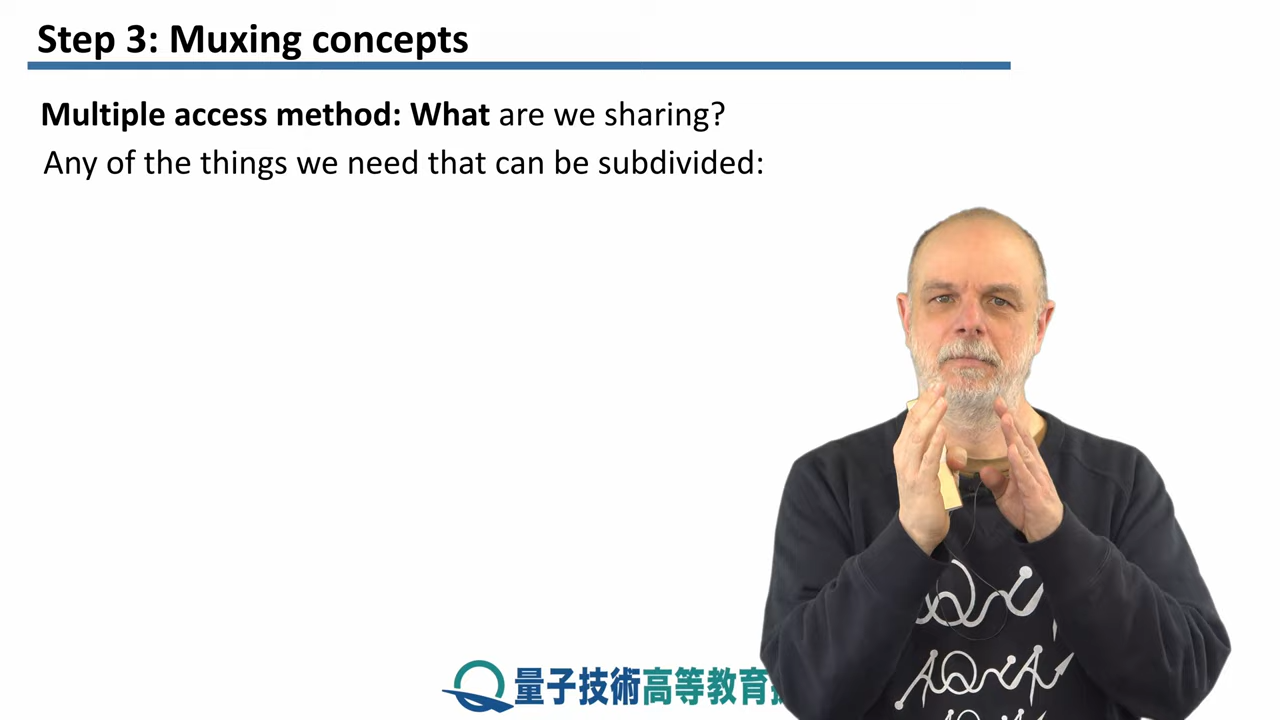 Step 3: Muxing concepts
Multiple access method: What are we sharing?
Any of the things we need that can be subdivided:
量子技術高等教育